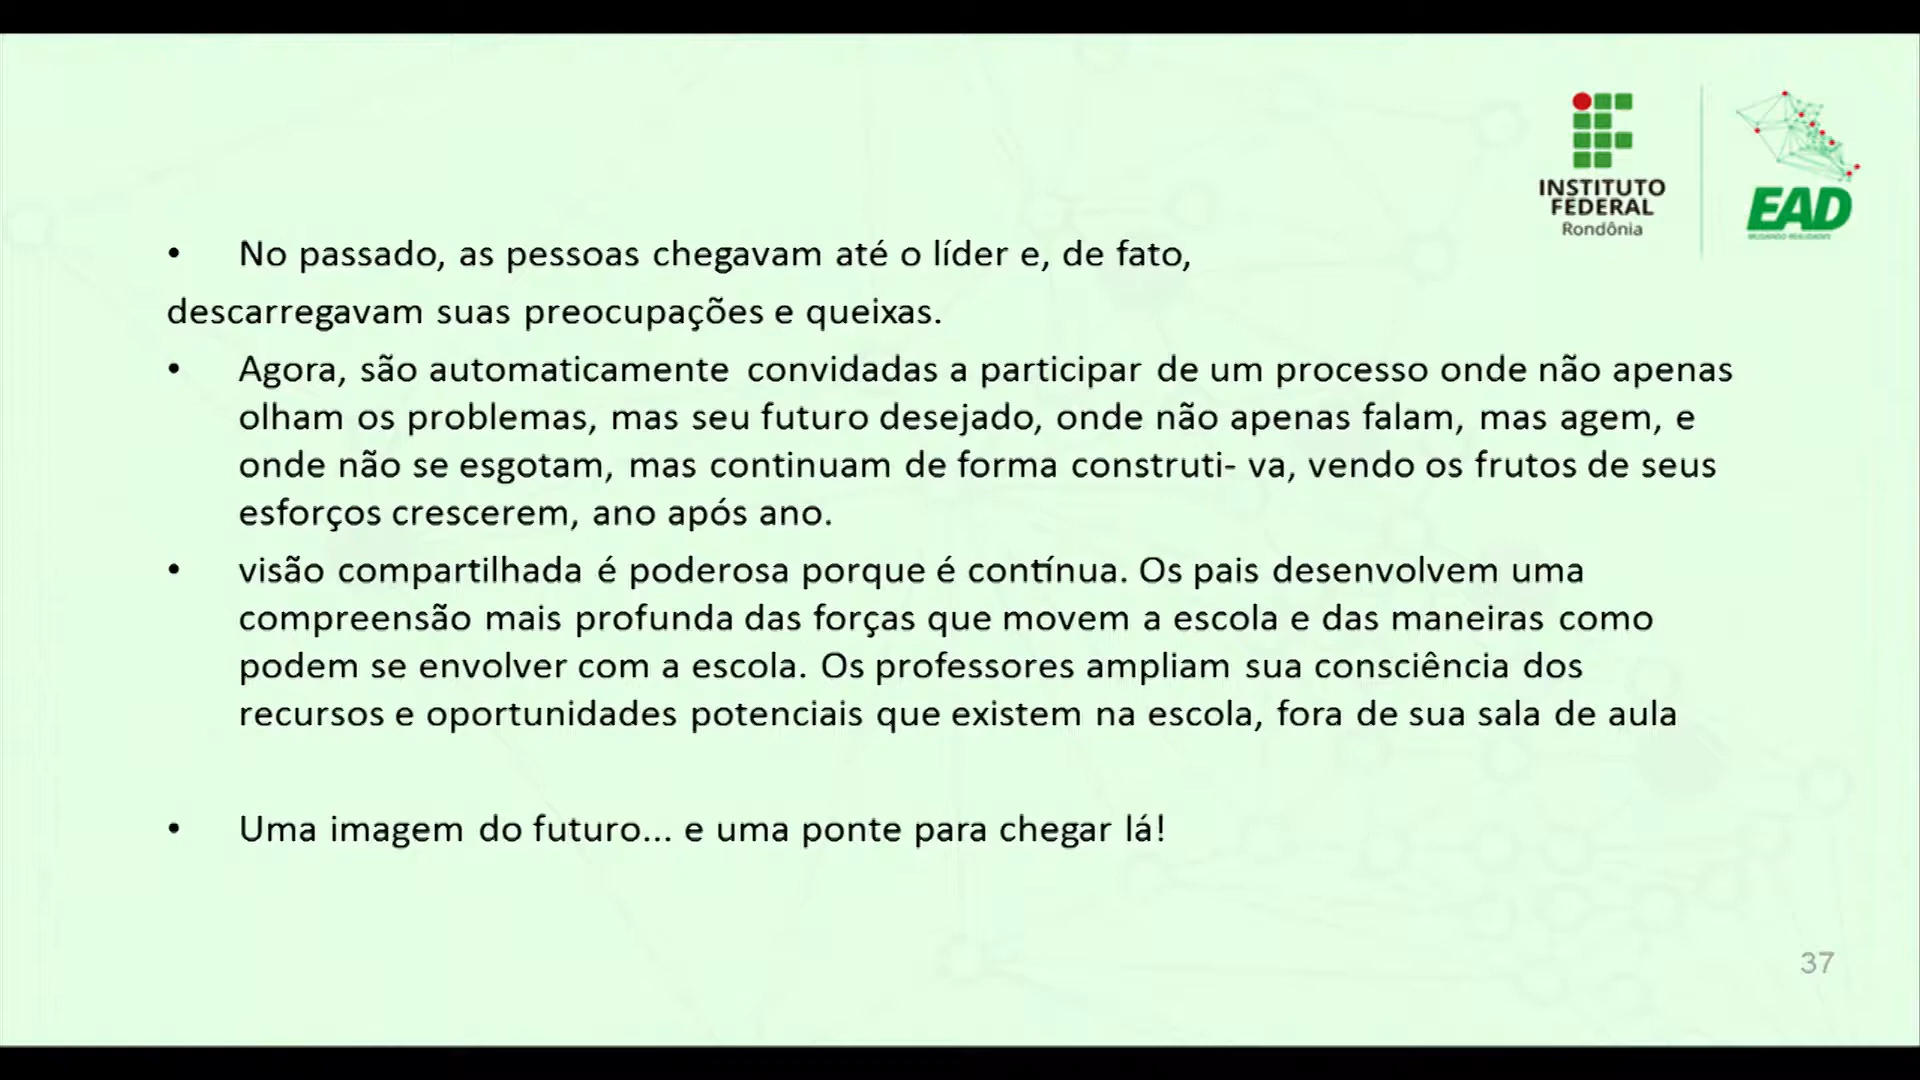 INSTITUTO
FEDERAL
Rondônia
EAD
• No passado, as pessoas chegavam até o líder e, de fato,
descarregavam suas preocupações e queixas.
• Agora, são automaticamente convidadas a participar de um processo onde não apenas
olham os problemas, mas seu futuro desejado, onde não apenas falam, mas agem, e
onde não se esgotam, mas continuam de forma construti- va, vendo os frutos de seus
esforços crescerem, ano após ano.
• visão compartilhada é poderosa porque é contínua. Os pais desenvolvem uma
compreensão mais profunda das forças que movem a escola e das maneiras como
podem se envolver com a escola. Os professores ampliam sua consciência dos
recursos e oportunidades potenciais que existem na escola, fora de sua sala de aula
• Uma imagem do futuro... e uma ponte para chegar lá!
37